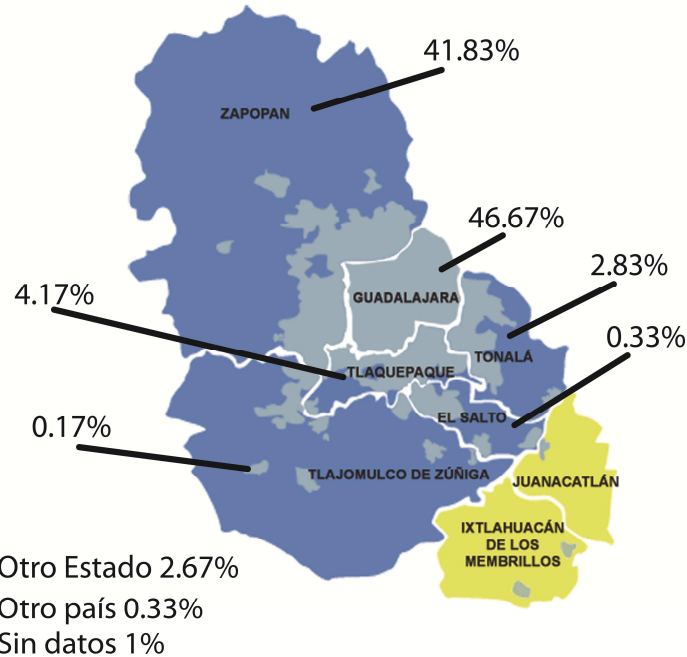 41.83%
ZAPOPAN
46.67%
2.83%
4.17%
GUADALAJARA
0.33%
TONALÁ
TLAQUEPAQUE
0.17%
EL SALTO
TLAJOMULCO DE ZÚÑIGA
JUANACATLÁN
IXTLAHUACÁN
DE LOS
MEMBRILLOS
Otro Estado 2.67%
Otro país 0.33%
Sin datos 1%